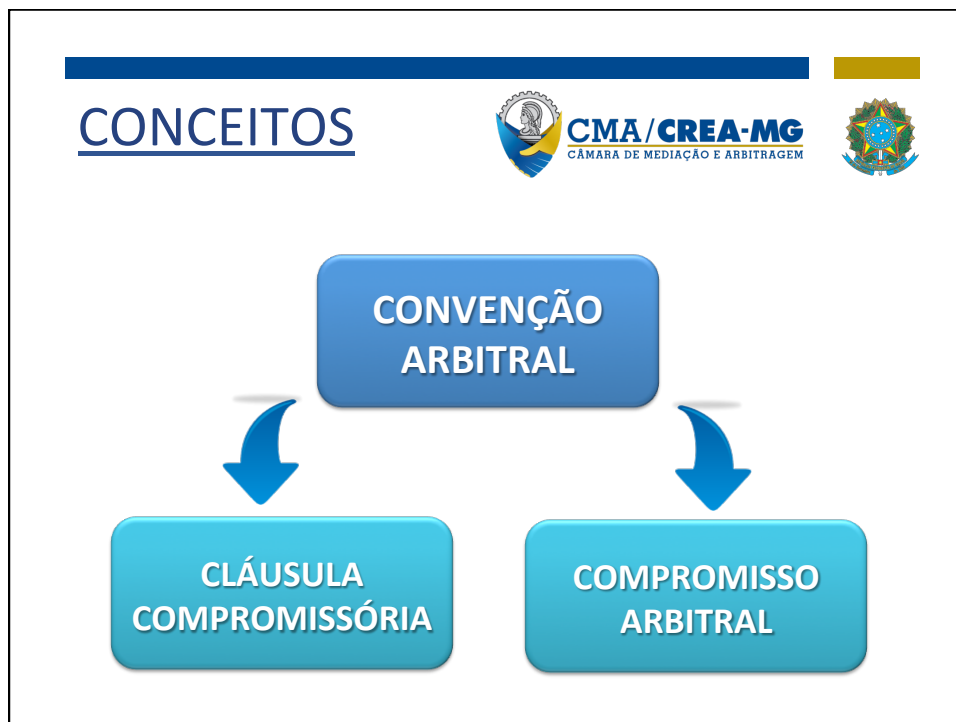 CONCEITOS
CMA/CREA-MG
CÂMARA DE MEDIAÇÃO E ARBITRAGEM
CONVENÇÃO
ARBITRAL
CLÁUSULA
COMPROMISSÓRIA
COMPROMISSO
ARBITRAL